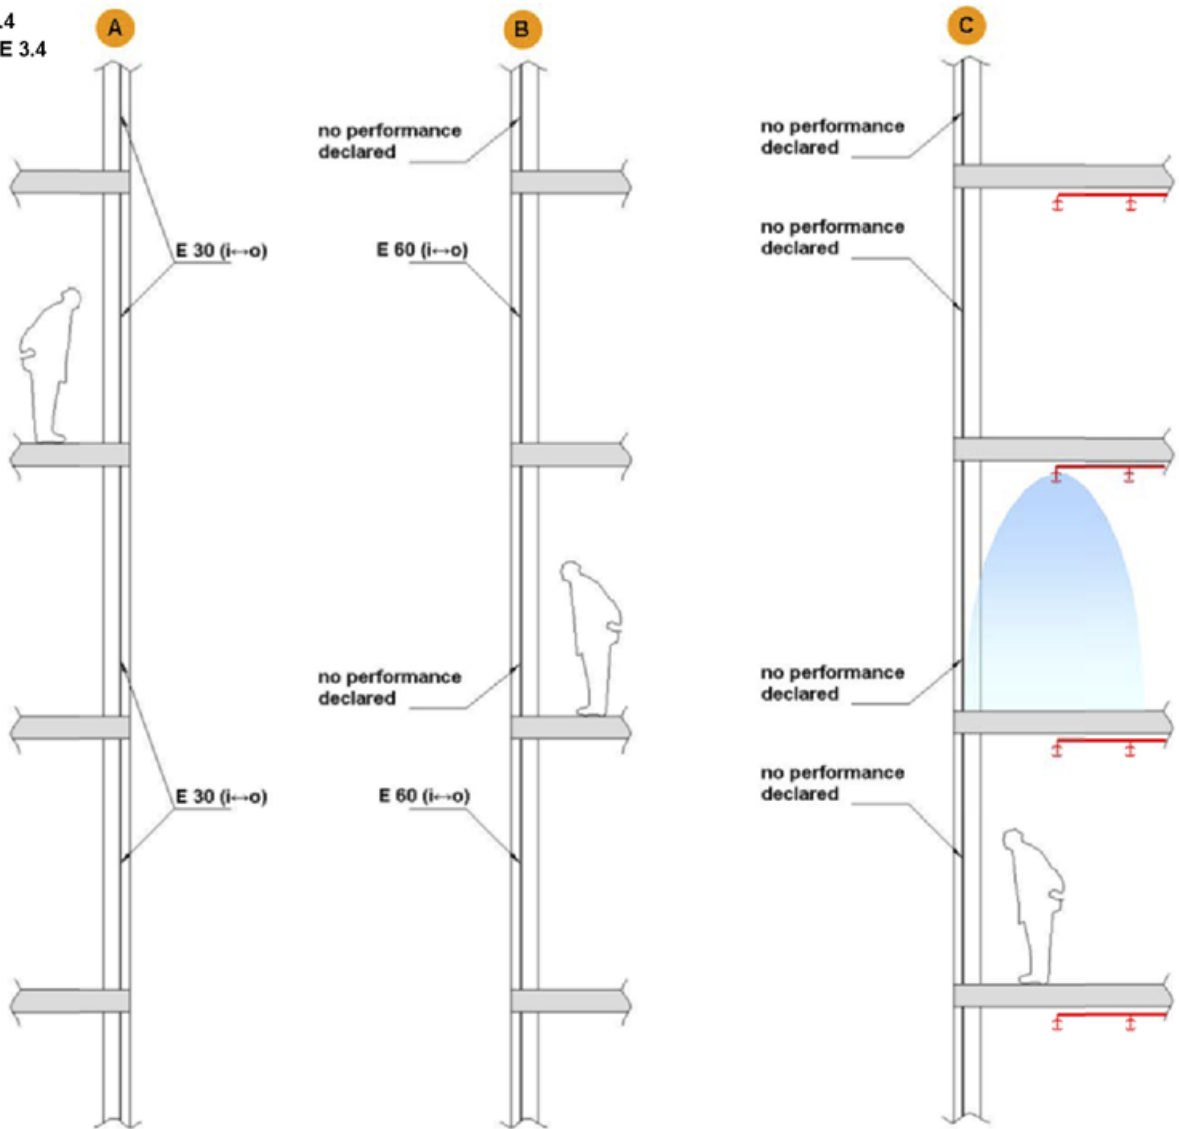 .4
E 3.4
A
E 30 (i↔o)
E 30 (i↔o)
B
no performance
declared
E 60 (i↔o)
no performance
declared
E 60 (i↔o)
C
no performance
declared
no performance
declared
no performance
declared
no performance
declared